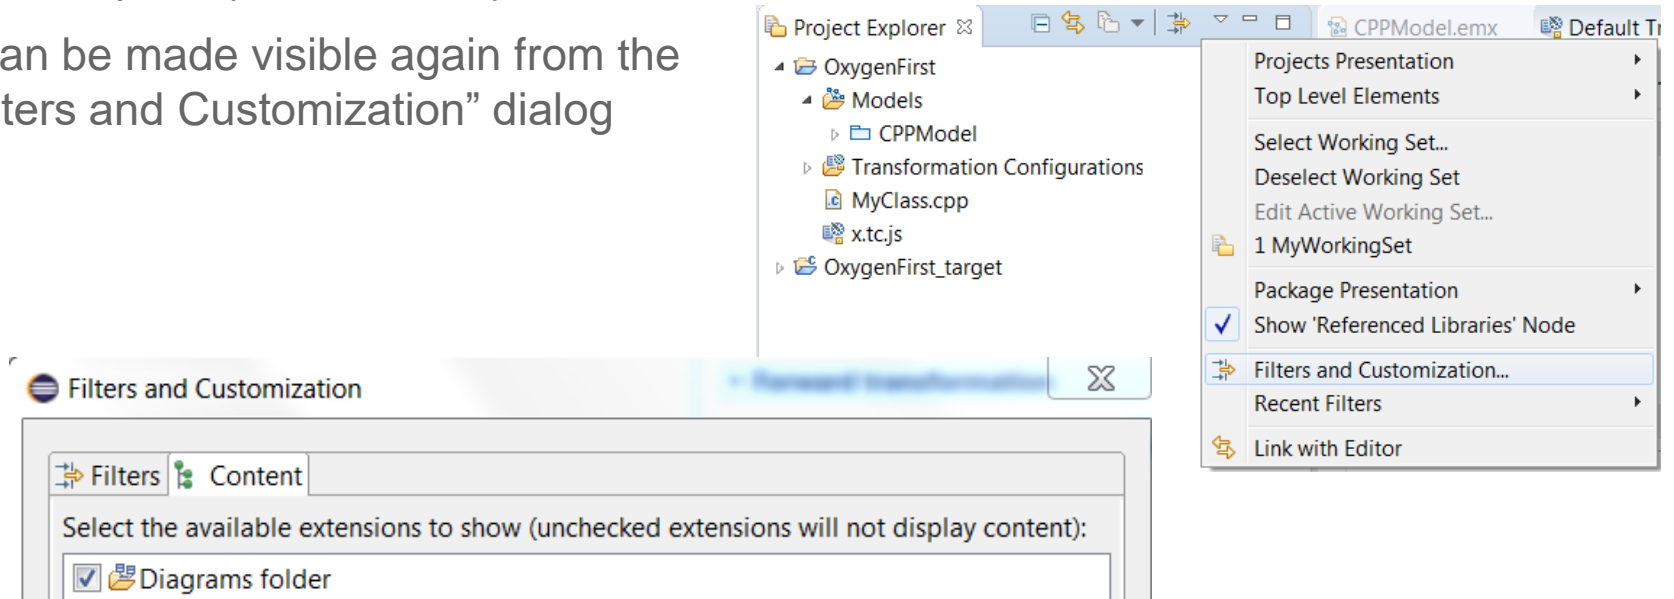 an be made visible again from the
ters and Customization” dialog
Project Explorer
CPPModel.emx
Default Tr
OxygenFirst
Models
CPPModel
Transformation Configurations
MyClass.cpp
x.tc.js
OxygenFirst_target
Projects Presentation
Top Level Elements
Select Working Set...
Deselect Working Set
Edit Active Working Set...
1 MyWorkingSet
Package Presentation
Show 'Referenced Libraries' Node
Filters and Customization...
Recent Filters
Link with Editor
Filters and Customization
Forward transformation
Filters
Content
Select the available extensions to show (unchecked extensions will not display content):
Diagrams folder